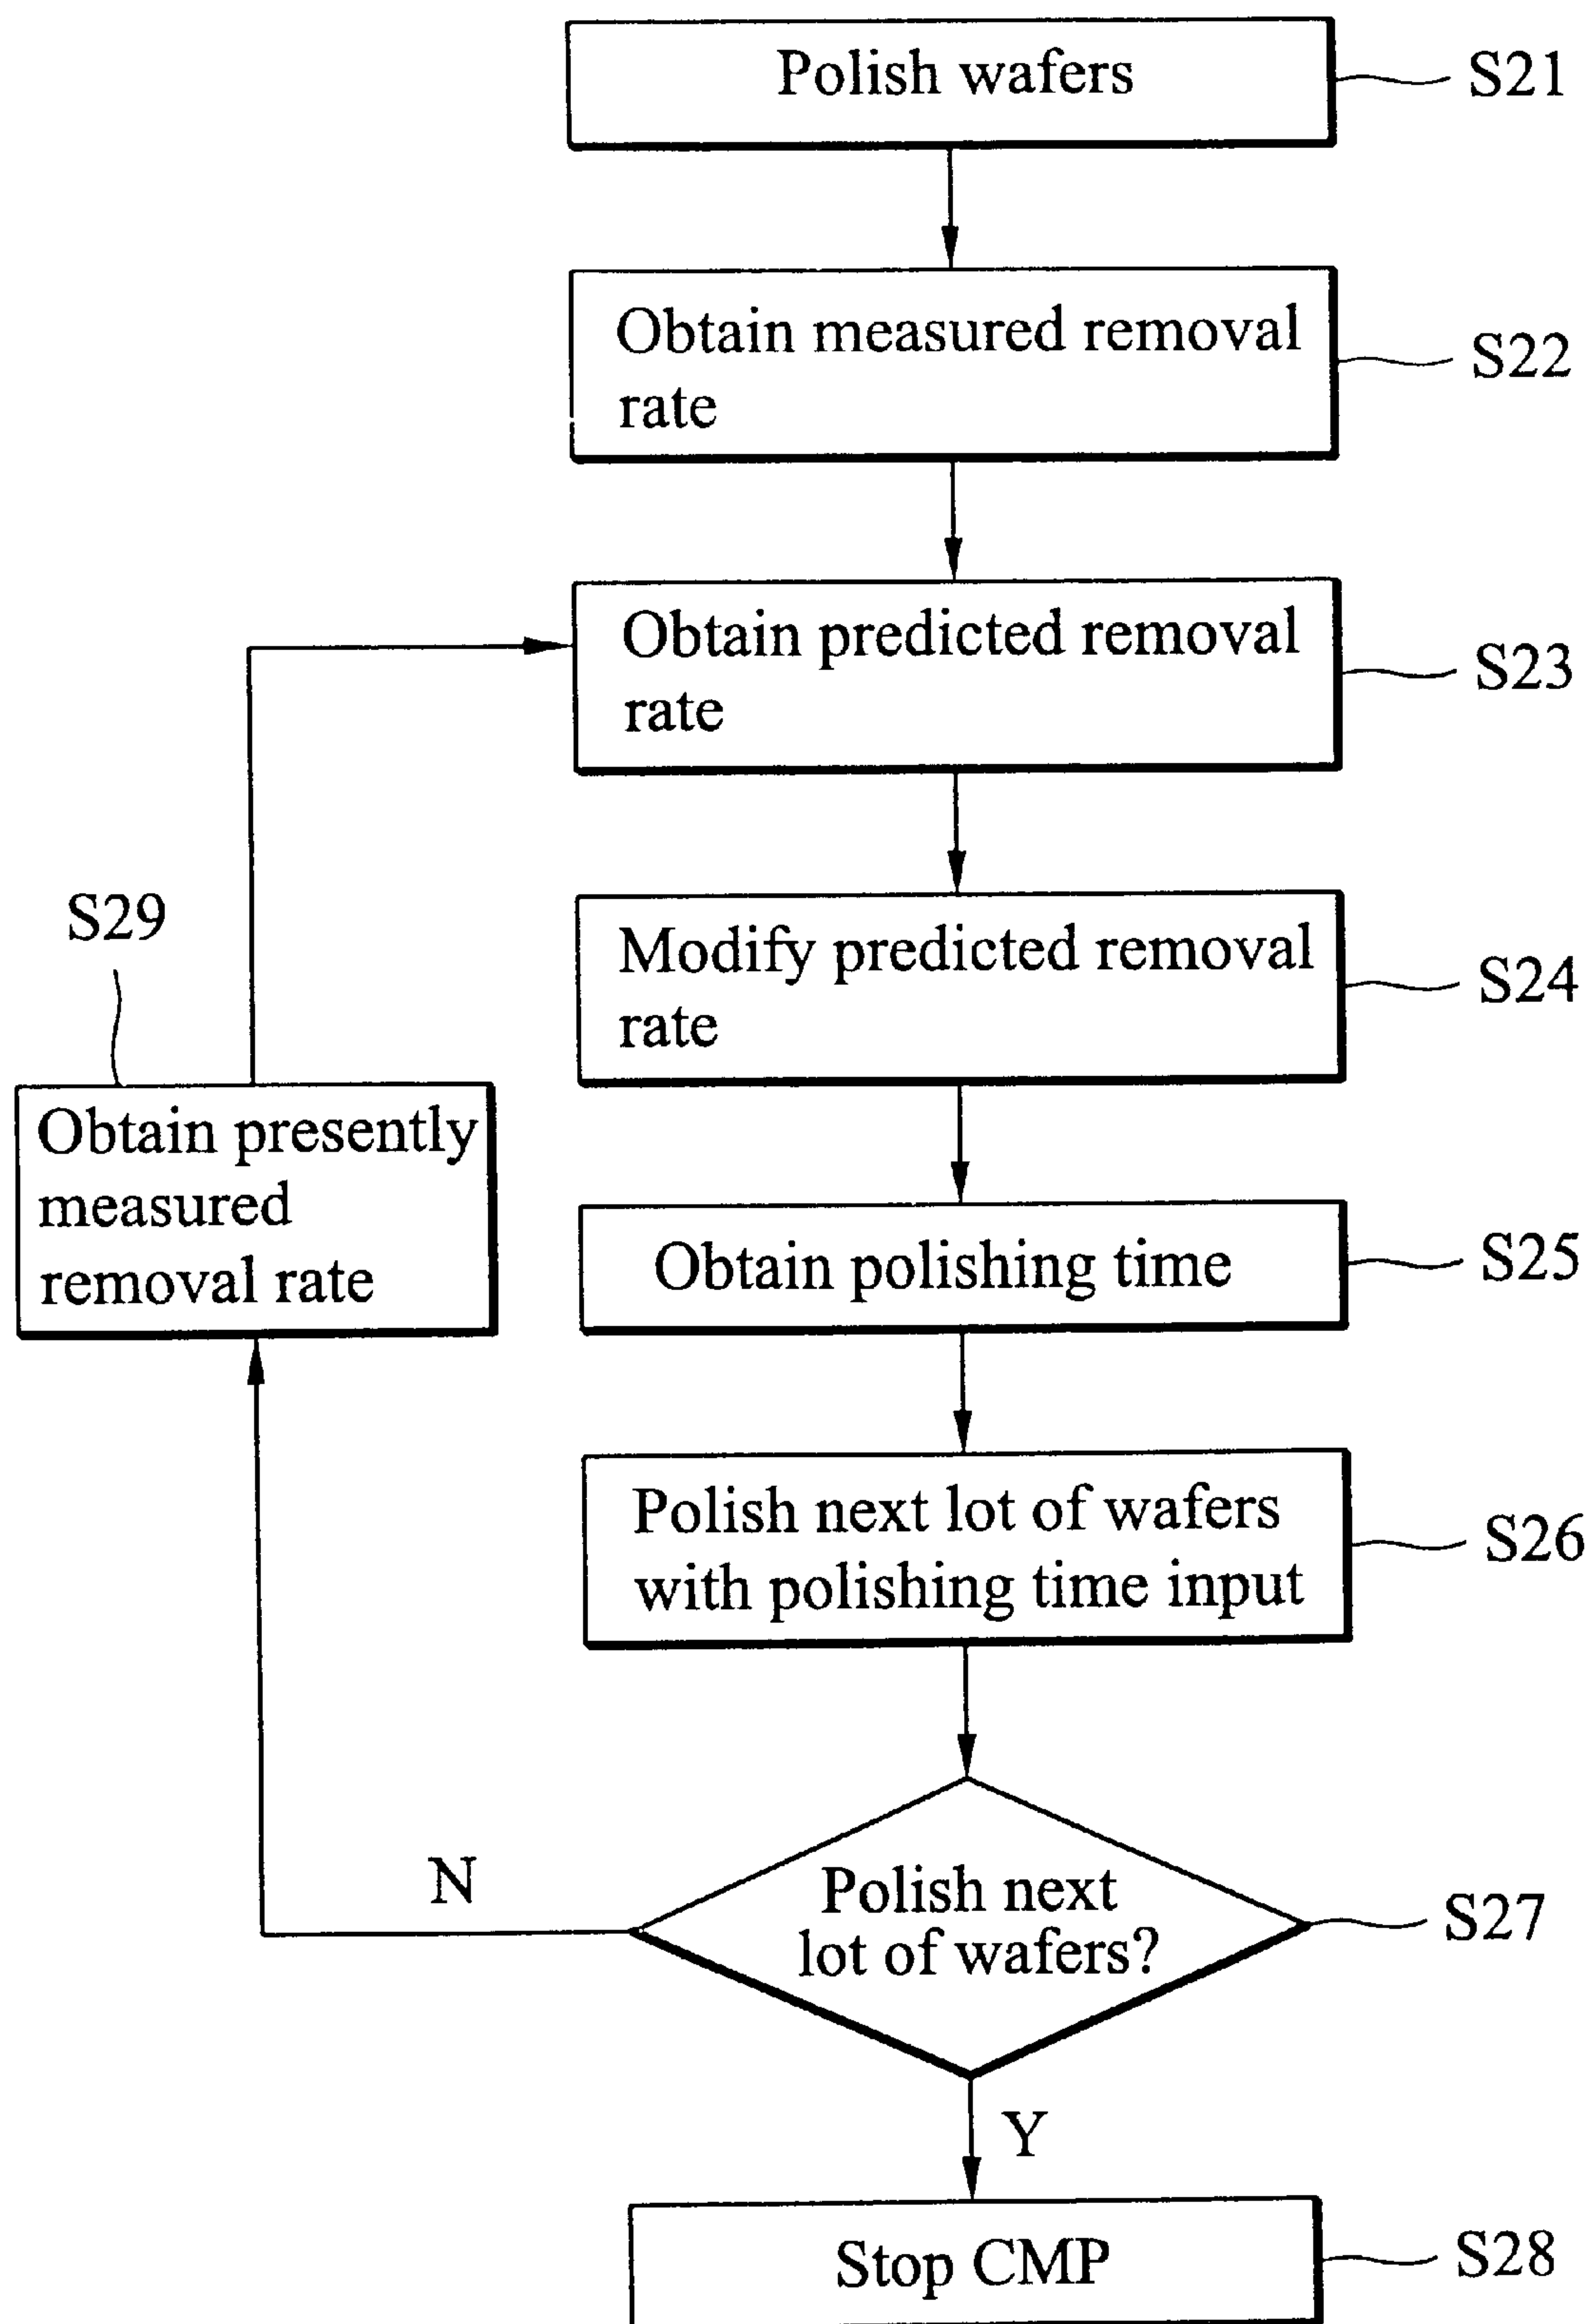 Polish wafers
S21
Obtain measured removal
rate
S22
Obtain predicted removal
rate
S23
Modify predicted removal
rate
S24
S29
Obtain presently
measured
removal rate
Obtain polishing time
S25
Polish next lot of wafers
with polishing time input
S26
Polish next
lot of wafers?
S27
N
Y
Stop CMP
S28